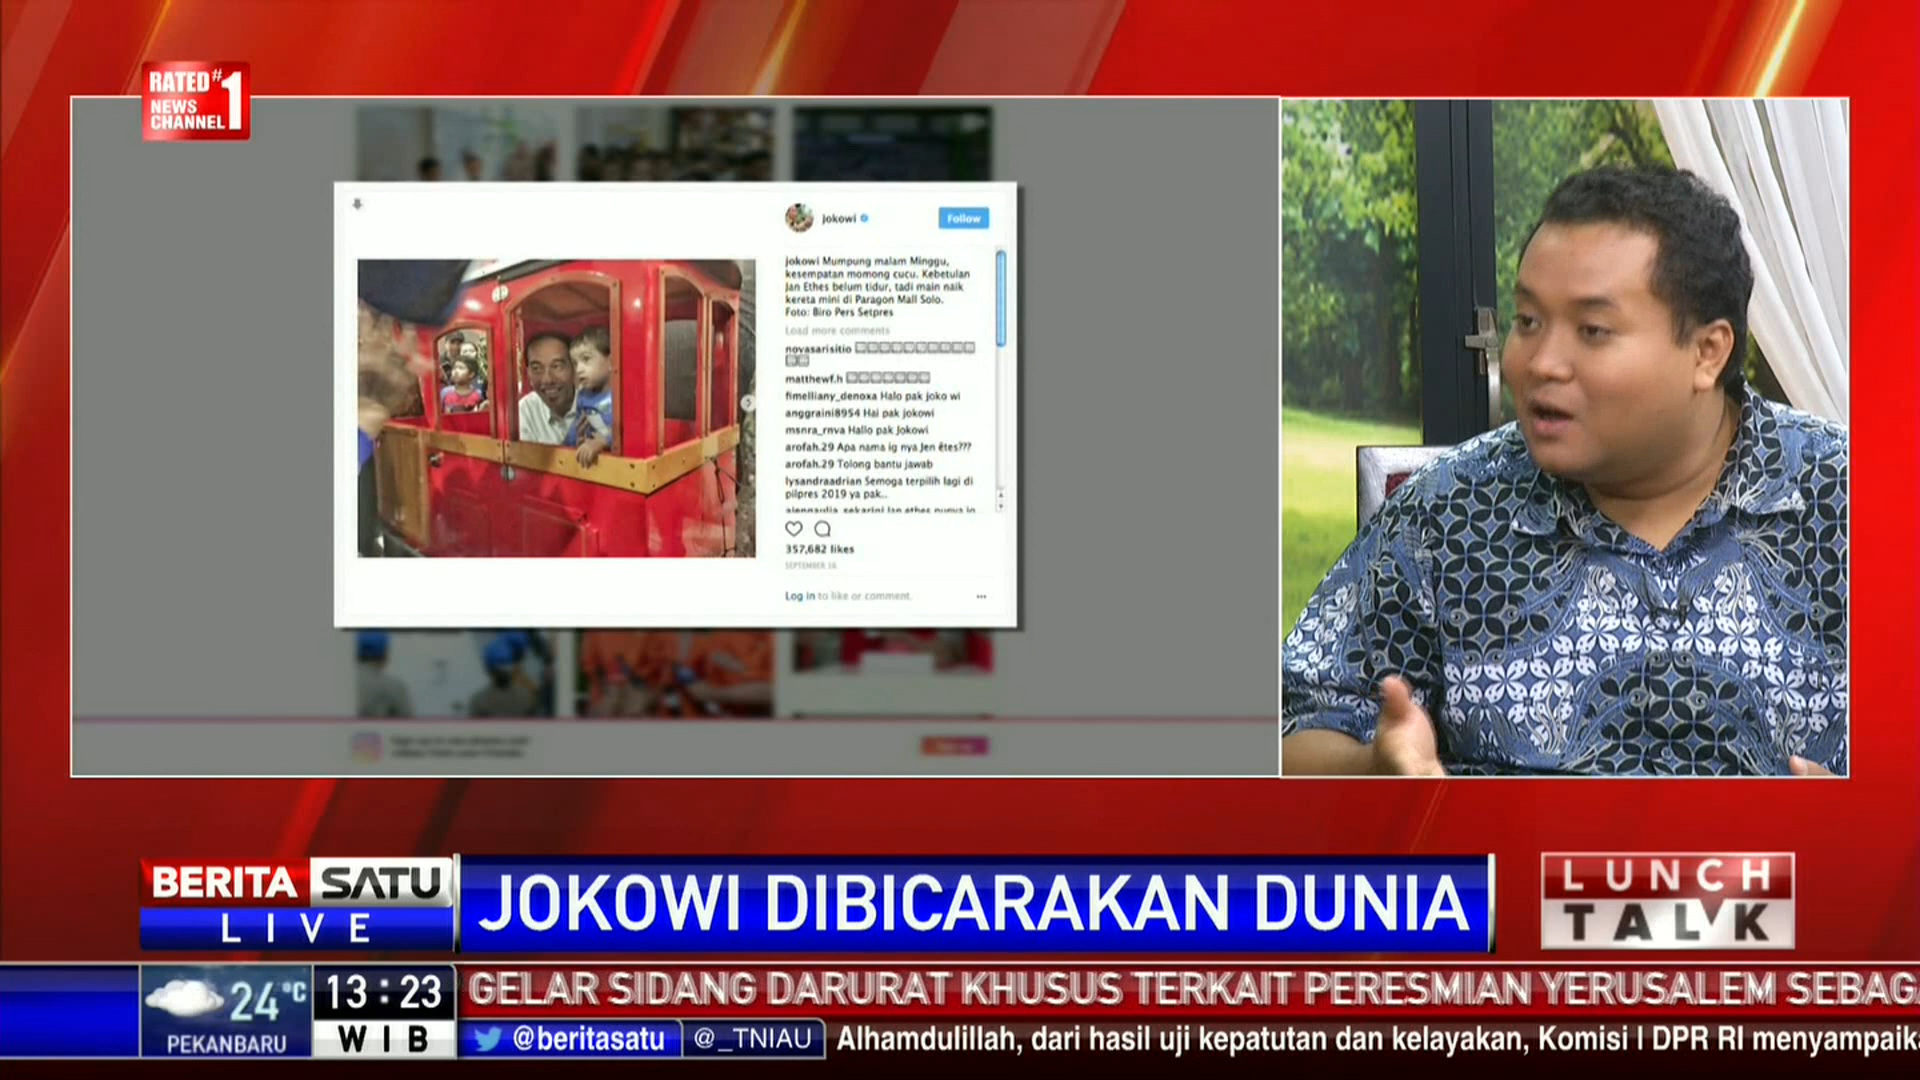 RATED #1
NEWS
CHANNEL
jokowi
Follow
jokowi Mumpung malam Minggu,
kesempatan momong cucu. Kebetulan
Jan Ethes belum tidur, tadi main naik
kereta mini di Paragon Mall Solo.
Foto: Biro Pers Setpres
Load more comments
novasarisitio
matthewf.h
fimelliany_denoxa Halo pak joko wi
anggraini8954 Hai pak jokowi
msnra_rnva Hallo pak Jokowi
arofah.29 Apa nama ig nya Jen êtes???
arofah.29 Tolong bantu jawab
lysandraadrian Semoga terpilih lagi di
pilpres 2019 ya pak..
357,682 likes
SEPTEMBER 16
Log in to like or comment.
BERITA SATU
LIVE
JOKOWI DIBICARAKAN DUNIA
LUNCH
TALK
24°C
PEKANBARU
13:23
WIB
GELAR SIDANG DARURAT KHUSUS TERKAIT PERESMIAN YERUSALEM SEBAGA
@beritasatu
@_TNIAU
Alhamdulillah, dari hasil uji kepatutan dan kelayakan, Komisi I DPR RI menyampaik